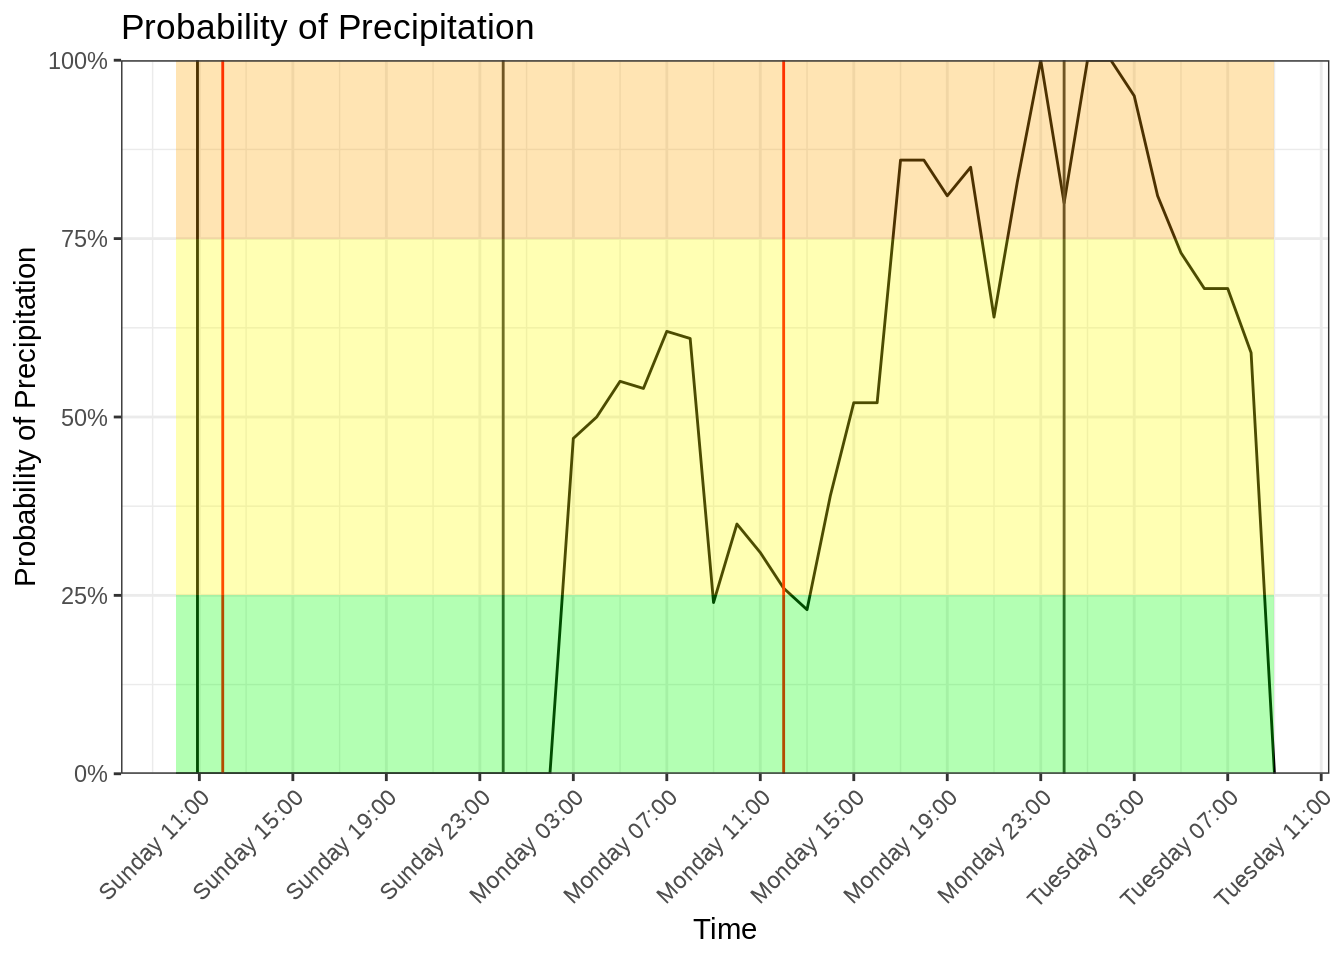 Probability of Precipitation
100%
75%
50%
25%
0%
Probability of Precipitation
Sunday 11:00
Sunday 15:00
Sunday 19:00
Sunday 23:00
Monday 03:00
Monday 07:00
Monday 11:00
Monday 15:00
Monday 19:00
Monday 23:00
Tuesday 03:00
Tuesday 07:00
Tuesday 11:00
Time